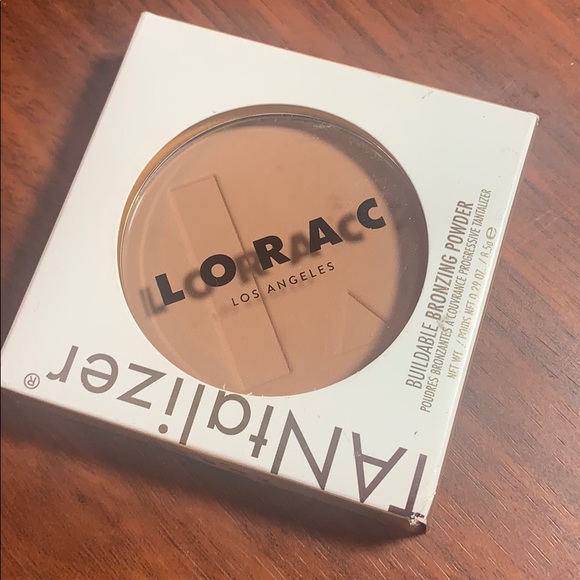 LORAC
LOS ANGELES
TANtalizer®
BUILDABLE BRONZING POWDER
POUDRES BRONZANTES À COUVRANCE PROGRESSIVE TANTALIZER
NET WT. / POIDS NET 0.29 OZ. / 8.5g ℮